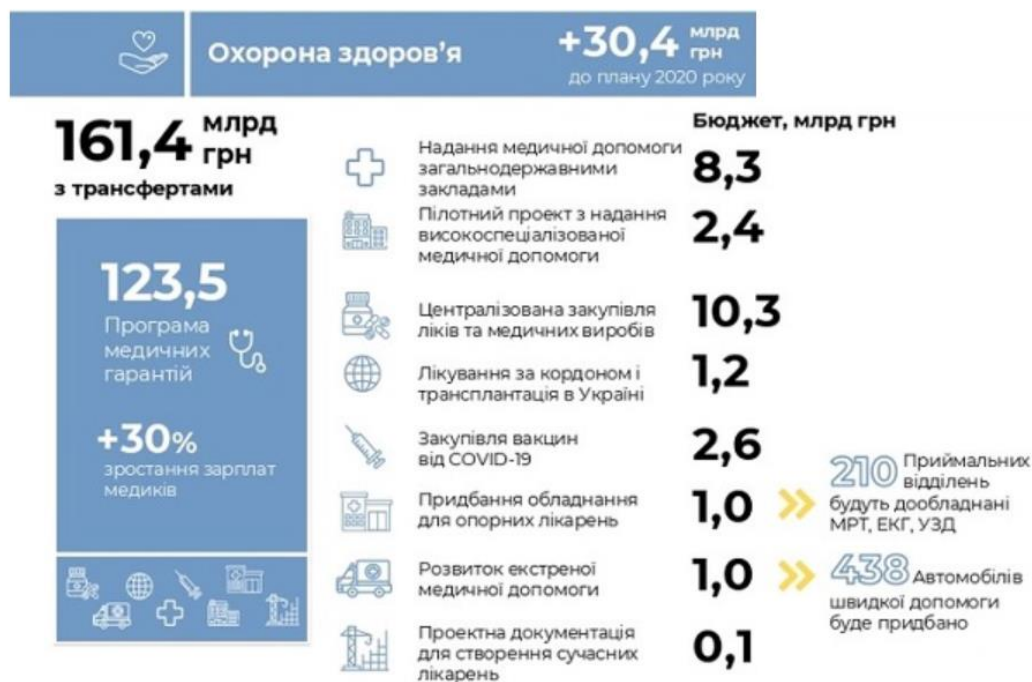 Охорона здоров’я
+30,4 млрд грн
до плану 2020 року
161,4 млрд грн
з трансфертами
123,5
Програма
медичних
гарантій
+30%
зростання зарплат
медиків
Бюджет, млрд грн
Надання медичної допомоги
загальнодержавними
закладами
8,3
Пілотний проект з надання
високоспеціалізованої
медичної допомоги
2,4
Централізована закупівля
ліків та медичних виробів
10,3
Лікування за кордоном і
трансплантація в Україні
1,2
Закупівля вакцин
від COVID-19
2,6
Придбання обладнання
для опорних лікарень
1,0
210 Приймальних
відділень
будуть дообладнані
МРТ, ЕКГ, УЗД
Розвиток екстреної
медичної допомоги
1,0
438 Автомобілів
швидкої допомоги
буде придбано
Проектна документація
для створення сучасних
лікарень
0,1